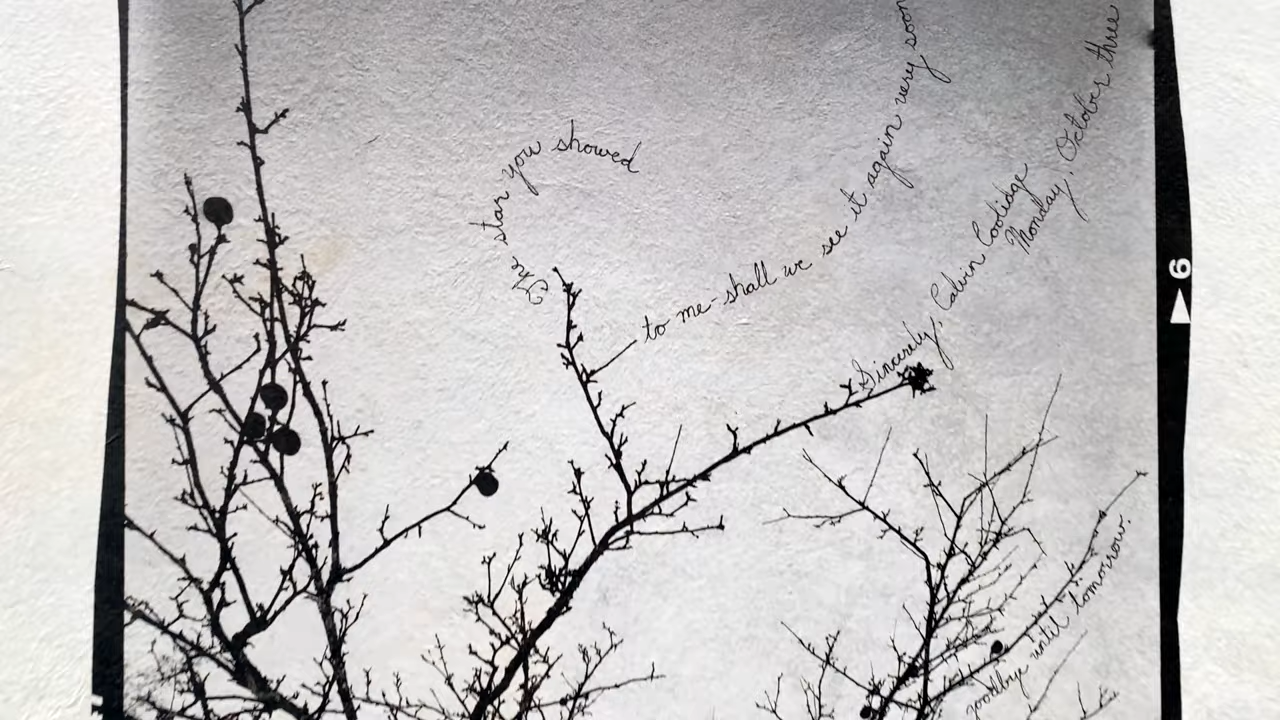 The star you showed
to me-shall we see it again very soon
Sincerely, Calvin Coolidge
Monday, October three
goodbye until tomorrow.
6